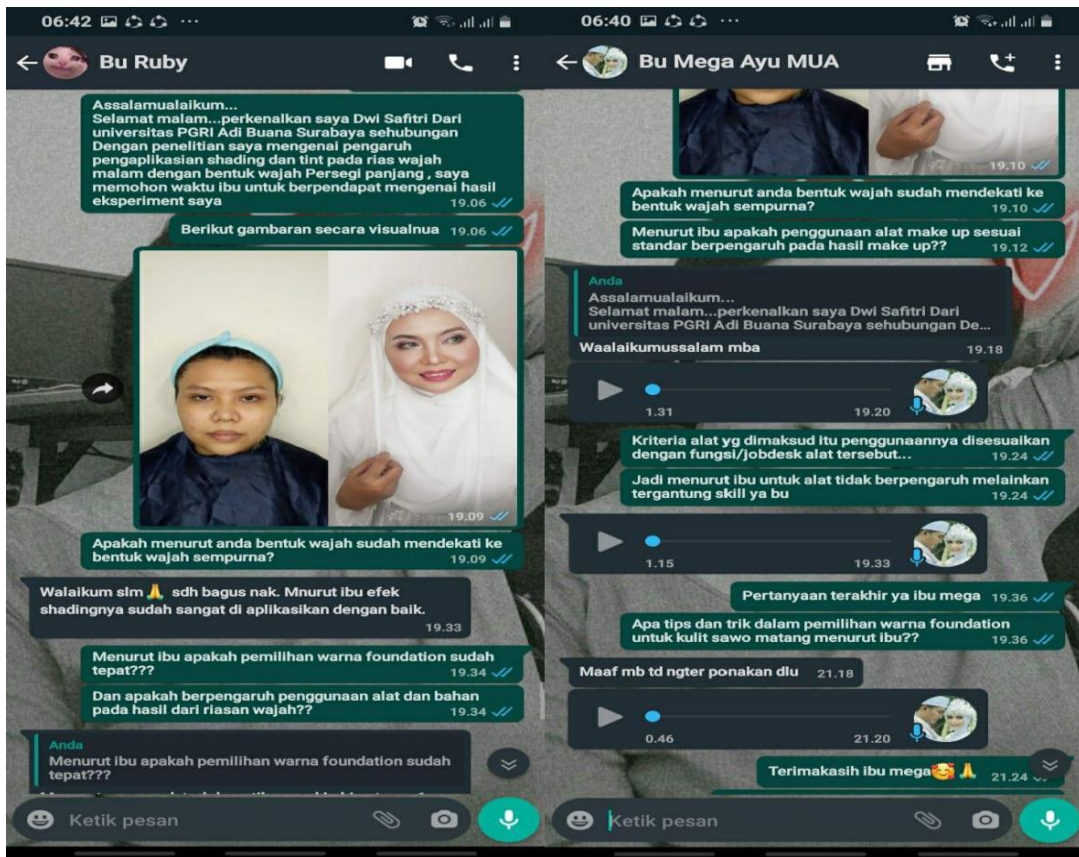 06:42
Bu Ruby
Assalamualaikum...
Selamat malam...perkenalkan saya Dwi Safitri Dari
universitas PGRI Adi Buana Surabaya sehubungan
Dengan penelitian saya mengenai pengaruh
pengaplikasian shading dan tint pada rias wajah
malam dengan bentuk wajah Persegi panjang , saya
memohon waktu ibu untuk berpendapat mengenai hasil
eksperiment saya
19.06
Berikut gambaran secara visualnua 19.06
19.09
Apakah menurut anda bentuk wajah sudah mendekati ke
bentuk wajah sempurna?
19.09
Walaikum slm 🙏 sdh bagus nak. Mnurut ibu efek
shadingnya sudah sangat di aplikasikan dengan baik.
19.33
Menurut ibu apakah pemilihan warna foundation sudah
tepat???
19.34
Dan apakah berpengaruh penggunaan alat dan bahan
pada hasil dari riasan wajah??
19.34
Anda
Menurut ibu apakah pemilihan warna foundation sudah
tepat???
Ketik pesan
06:40
Bu Mega Ayu MUA
19.10
Apakah menurut anda bentuk wajah sudah mendekati ke
bentuk wajah sempurna?
19.10
Menurut ibu apakah penggunaan alat make up sesuai
standar berpengaruh pada hasil make up??
19.12
Anda
Assalamualaikum...
Selamat malam...perkenalkan saya Dwi Safitri Dari
universitas PGRI Adi Buana Surabaya sehubungan De...
Waalaikumussalam mba
19.18
1.31
19.20
Kriteria alat yg dimaksud itu penggunaannya disesuaikan
dengan fungsi/jobdesk alat tersebut...
19.24
Jadi menurut ibu untuk alat tidak berpengaruh melainkan
tergantung skill ya bu
19.24
1.15
19.33
Pertanyaan terakhir ya ibu mega 19.36
Apa tips dan trik dalam pemilihan warna foundation
untuk kulit sawo matang menurut ibu??
19.36
Maaf mb td ngter ponakan dlu 21.18
0.46
21.20
Terimakasih ibu mega🥰🙏 21.24
Ketik pesan